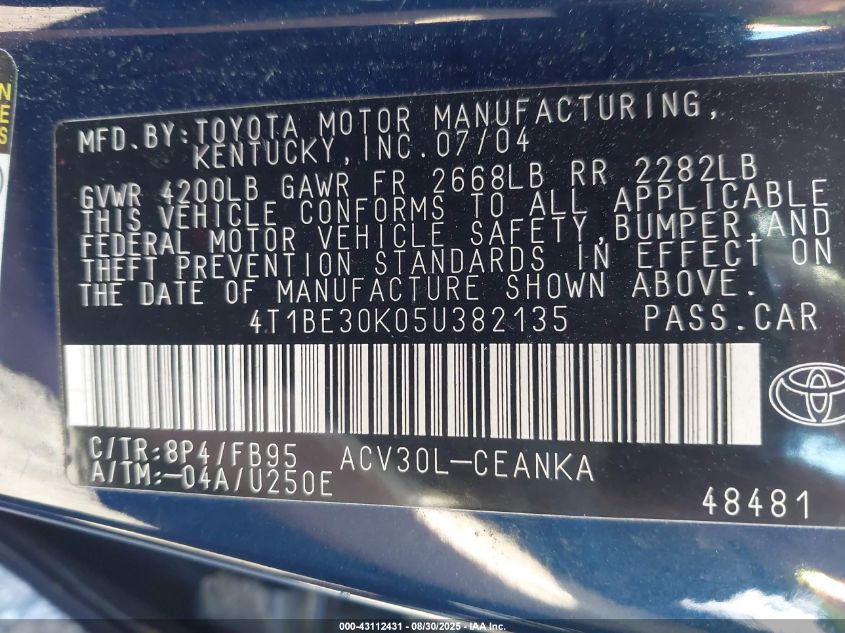 N
E
S
MFD. BY: TOYOTA MOTOR MANUFACTURING,
KENTUCKY, INC. 07/04
GVWR 4200LB GAWR FR 2668LB RR 2282LB
THIS VEHICLE CONFORMS TO ALL APPLICABLE
FEDERAL MOTOR VEHICLE SAFETY, BUMPER, AND
THEFT PREVENTION STANDARDS IN EFFECT ON
THE DATE OF MANUFACTURE SHOWN ABOVE.
4T1BE30K05U382135 PASS. CAR
C/TR: 8P4/FB95 ACV30L-CEANKA
A/TM: -04A/U250E
48481
000-43112431 - 08/30/2025 - IAAI.COM